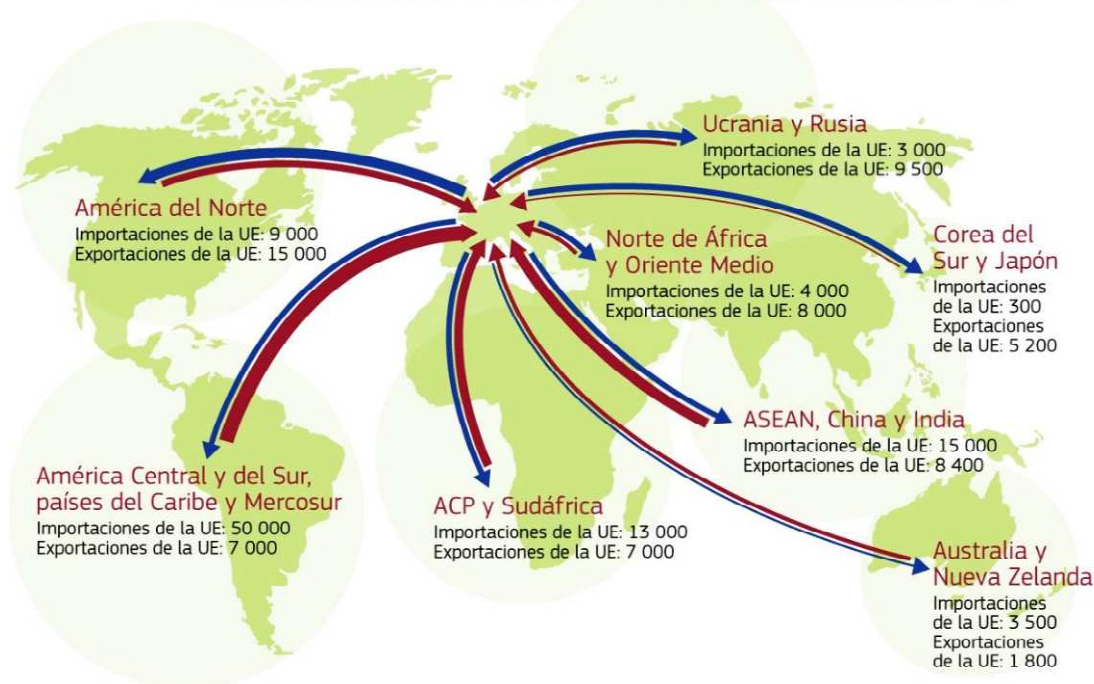 Ucrania y Rusia
Importaciones de la UE: 3 000
Exportaciones de la UE: 9 500
América del Norte
Importaciones de la UE: 9 000
Exportaciones de la UE: 15 000
Norte de África
y Oriente Medio
Importaciones de la UE: 4 000
Exportaciones de la UE: 8 000
Corea del
Sur y Japón
Importaciones
de la UE: 300
Exportaciones
de la UE: 5 200
ASEAN, China y India
Importaciones de la UE: 15 000
Exportaciones de la UE: 8 400
América Central y del Sur,
países del Caribe y Mercosur
Importaciones de la UE: 50 000
Exportaciones de la UE: 7 000
ACP y Sudáfrica
Importaciones de la UE: 13 000
Exportaciones de la UE: 7 000
Australia y
Nueva Zelanda
Importaciones
de la UE: 3 500
Exportaciones
de la UE: 1 800